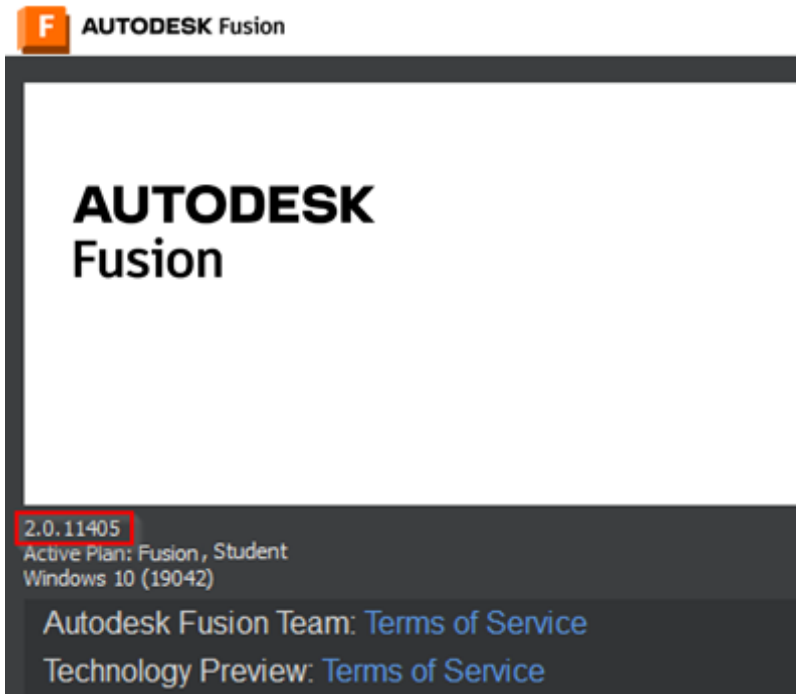 F AUTODESK Fusion
AUTODESK
Fusion
2.0.11405
Active Plan: Fusion, Student
Windows 10 (19042)
Autodesk Fusion Team: Terms of Service
Technology Preview: Terms of Service